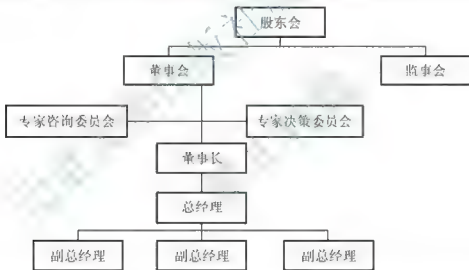 股东会
董事会
监事会
专家咨询委员会
专家决策委员会
董事长
总经理
副总经理
副总经理
副总经理